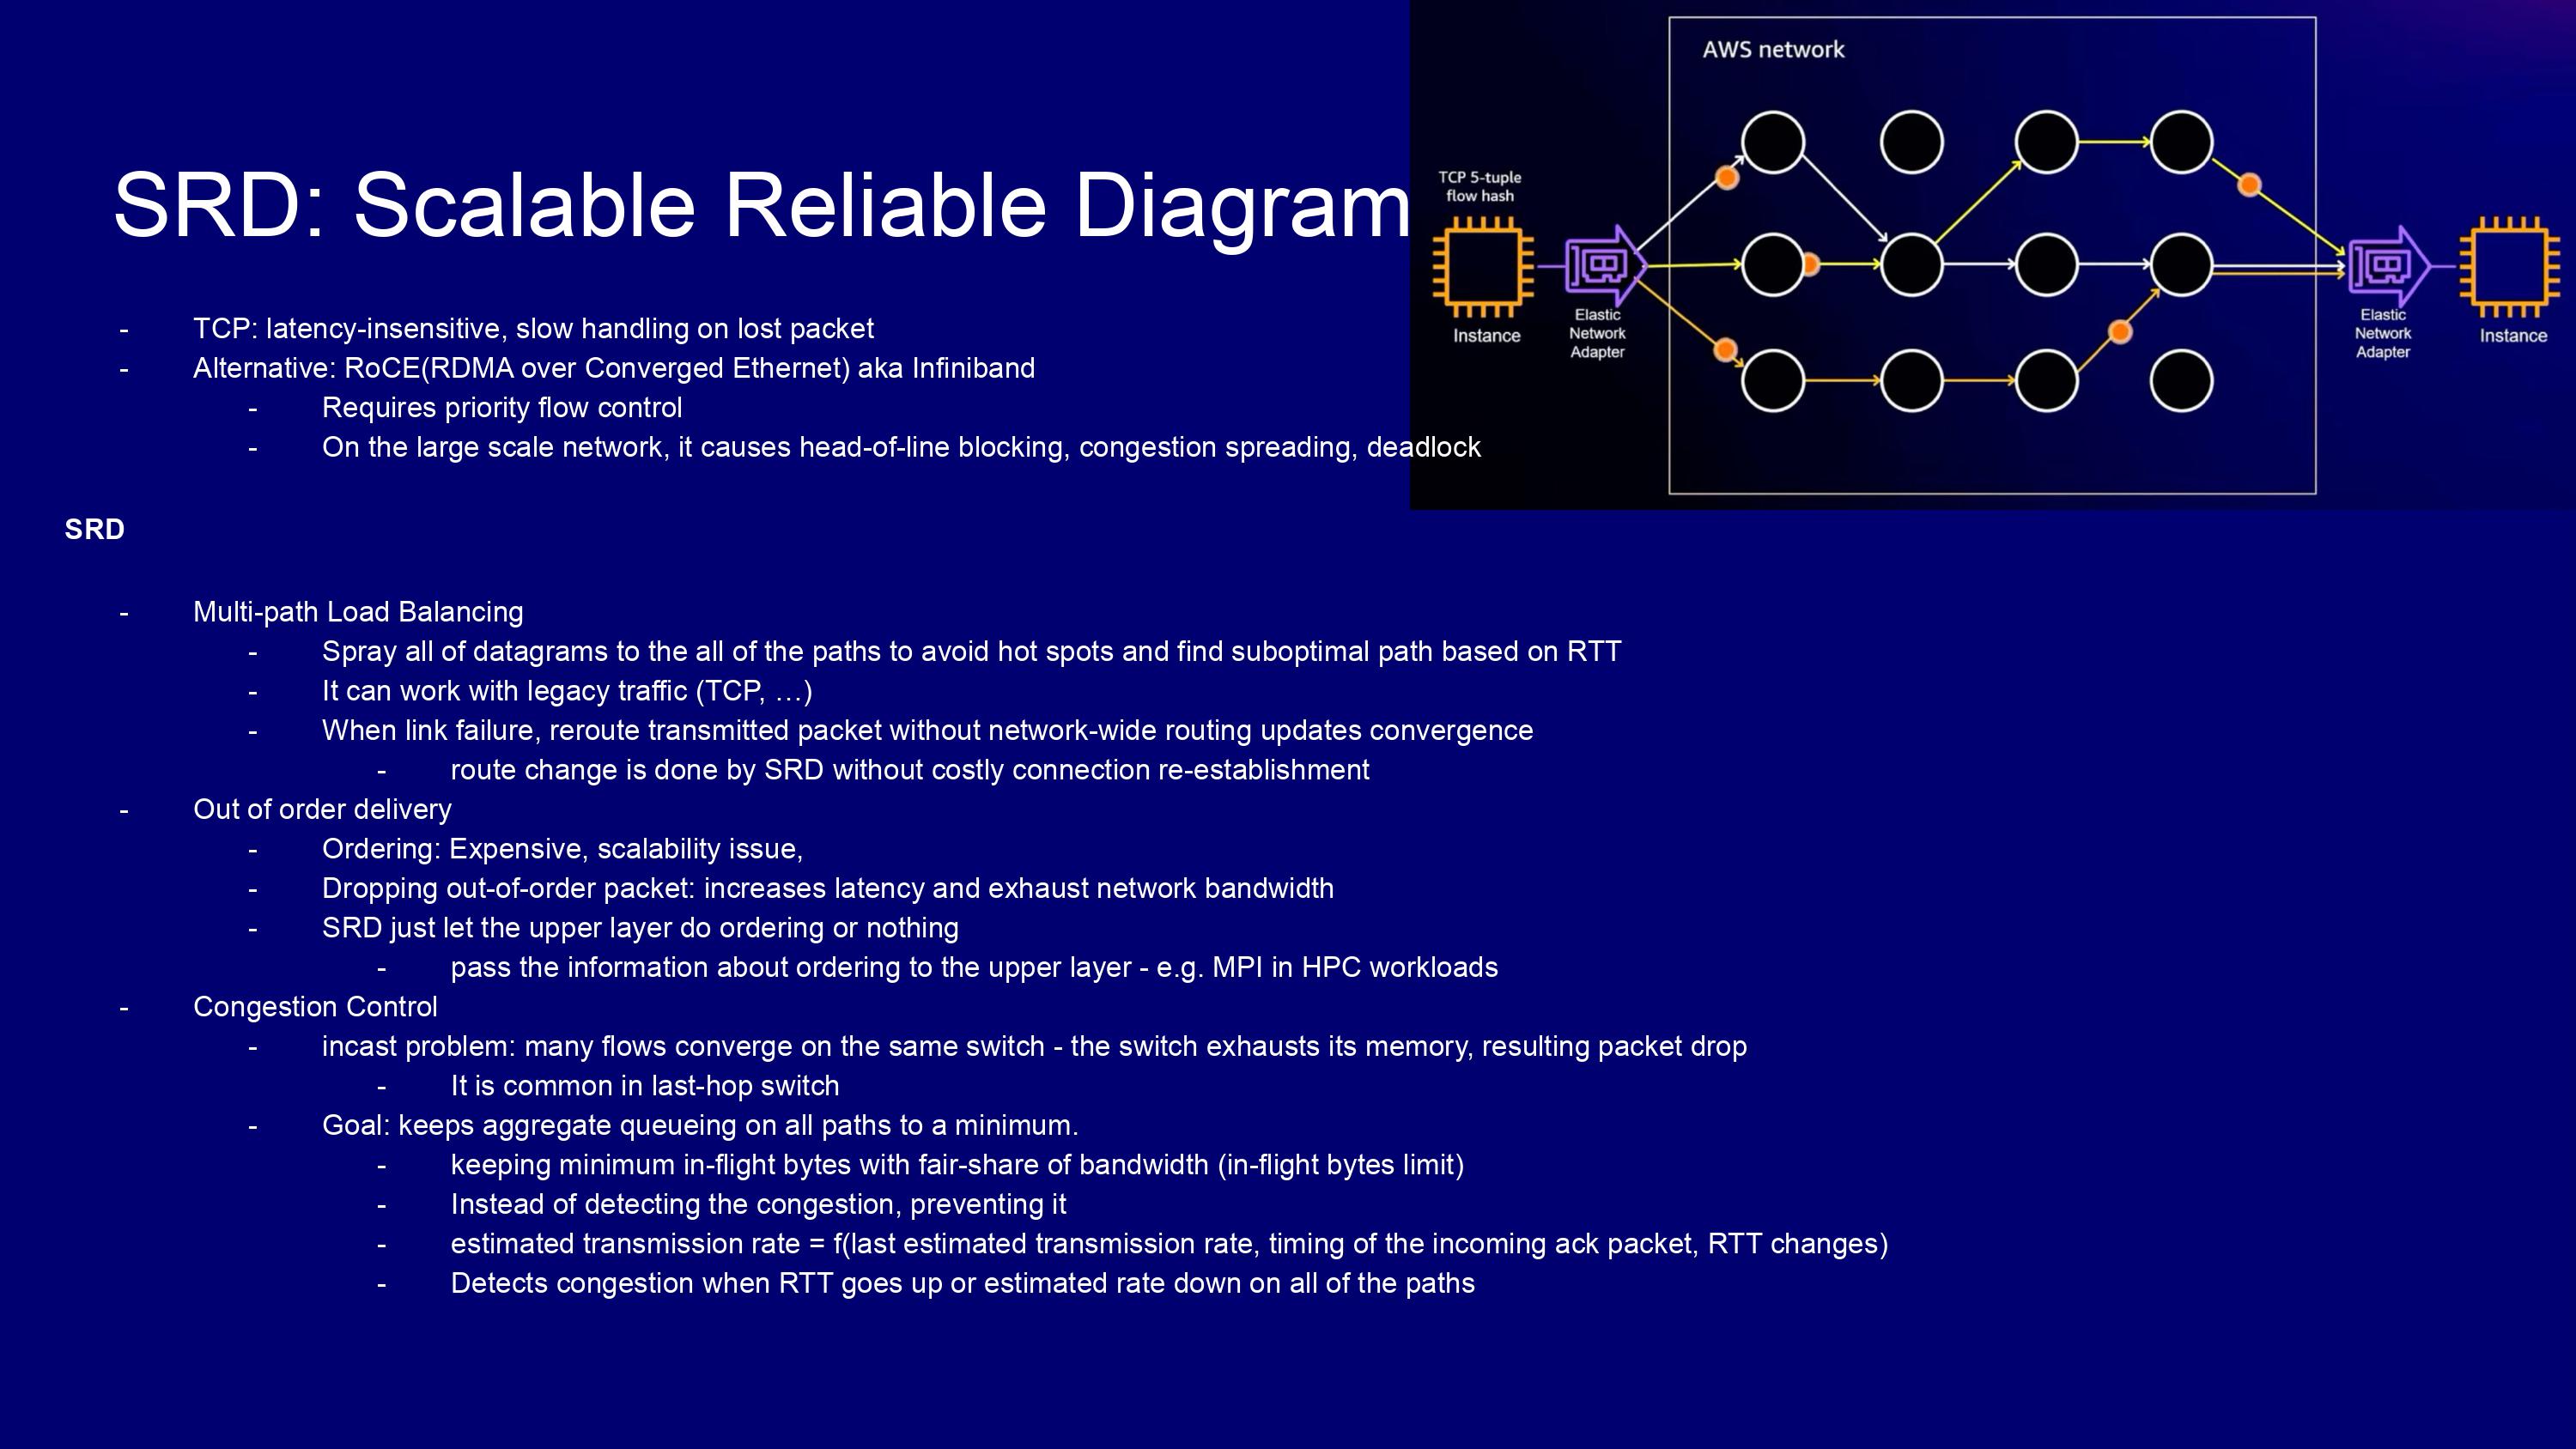 SRD: Scalable Reliable Diagram
- TCP: latency-insensitive, slow handling on lost packet
- Alternative: RoCE(RDMA over Converged Ethernet) aka Infiniband
- Requires priority flow control
- On the large scale network, it causes head-of-line blocking, congestion spreading, deadlock
AWS network
TCP 5-tuple
flow hash
Instance
Elastic
Network
Adapter
Elastic
Network
Adapter
Instance
SRD
- Multi-path Load Balancing
- Spray all of datagrams to the all of the paths to avoid hot spots and find suboptimal path based on RTT
- It can work with legacy traffic (TCP, …)
- When link failure, reroute transmitted packet without network-wide routing updates convergence
- route change is done by SRD without costly connection re-establishment
- Out of order delivery
- Ordering: Expensive, scalability issue,
- Dropping out-of-order packet: increases latency and exhaust network bandwidth
- SRD just let the upper layer do ordering or nothing
- pass the information about ordering to the upper layer - e.g. MPI in HPC workloads
- Congestion Control
- incast problem: many flows converge on the same switch - the switch exhausts its memory, resulting packet drop
- It is common in last-hop switch
- Goal: keeps aggregate queueing on all paths to a minimum.
- keeping minimum in-flight bytes with fair-share of bandwidth (in-flight bytes limit)
- Instead of detecting the congestion, preventing it
- estimated transmission rate = f(last estimated transmission rate, timing of the incoming ack packet, RTT changes)
- Detects congestion when RTT goes up or estimated rate down on all of the paths